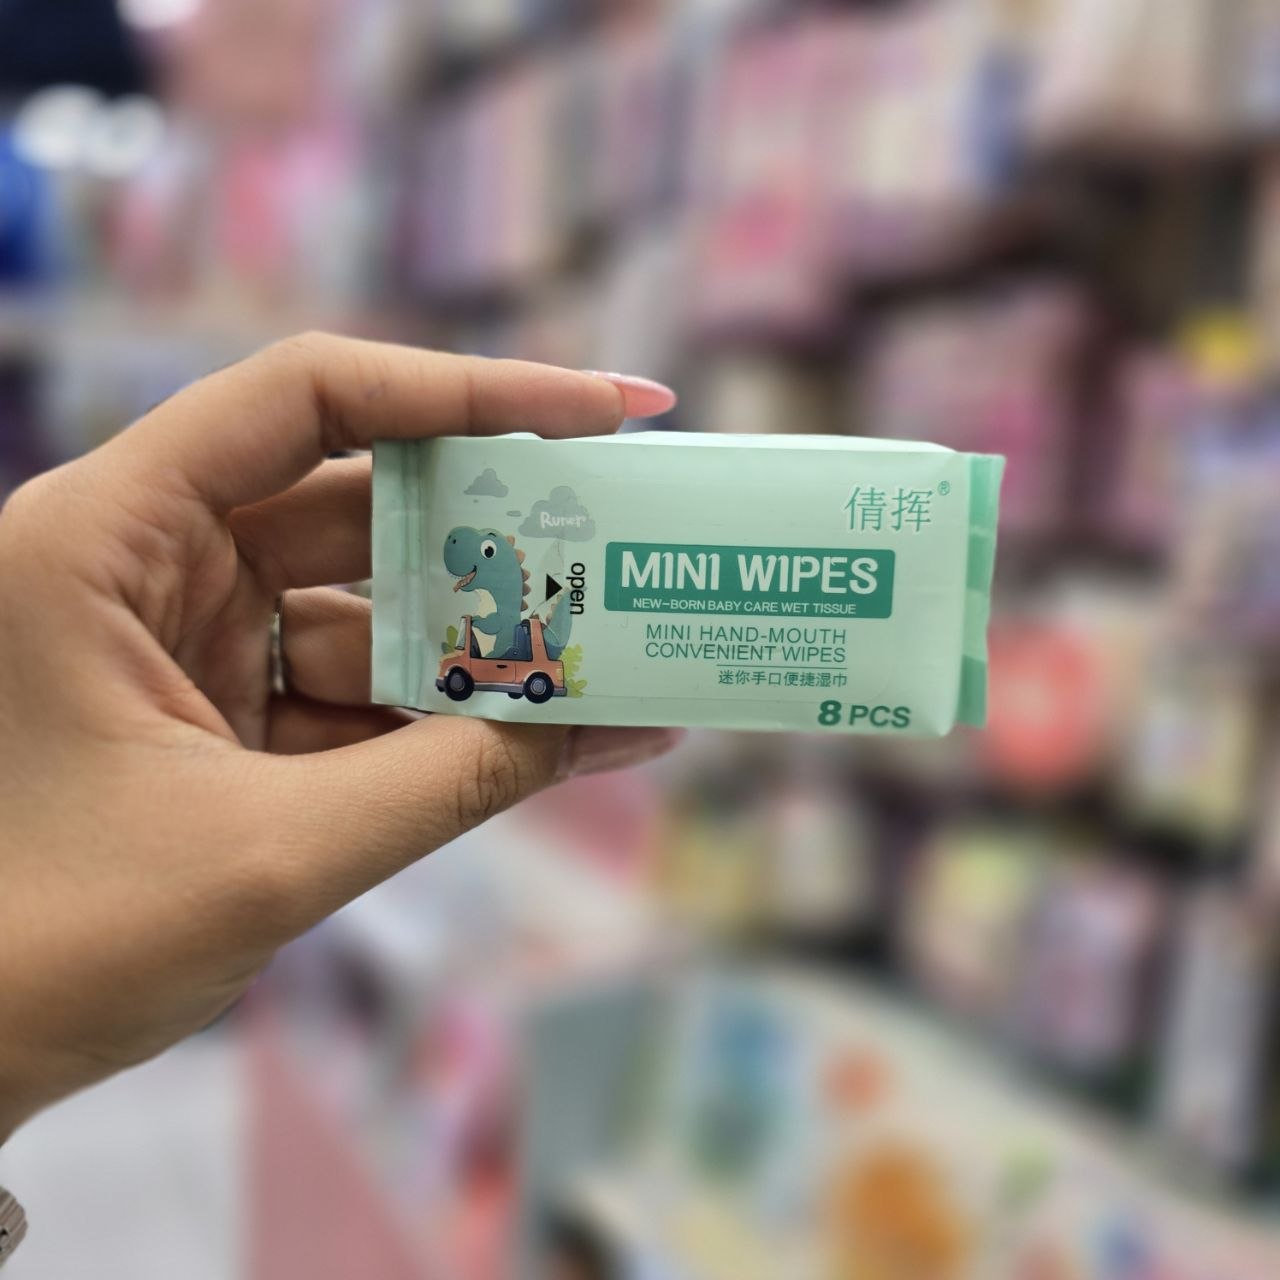 倩挥®
Runer
open
MINI WIPES
NEW-BORN BABY CARE WET TISSUE
MINI HAND-MOUTH
CONVENIENT WIPES
迷你手口便捷湿巾
8 PCS